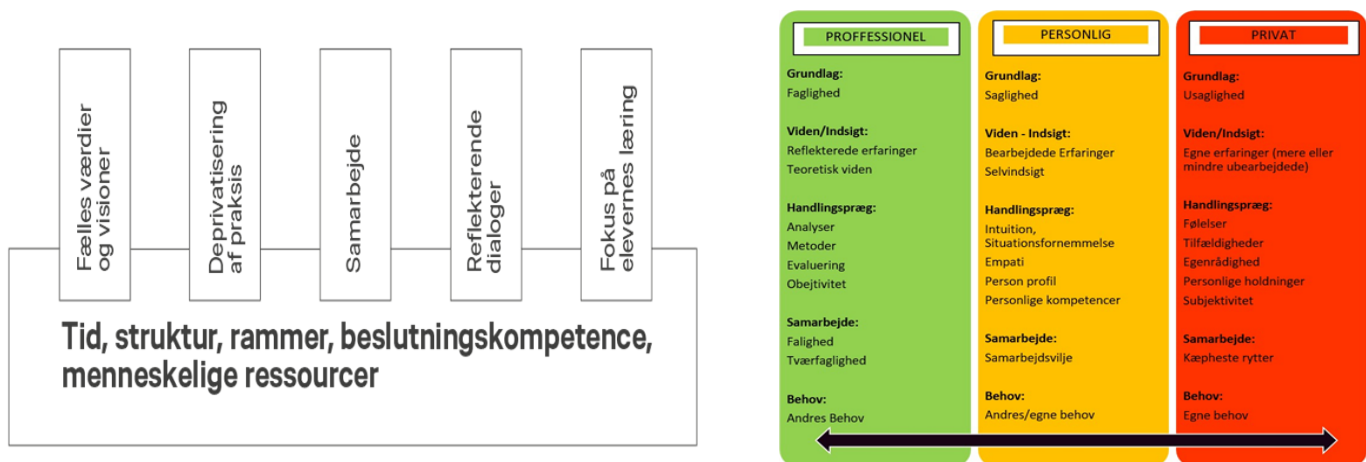 Fælles værdier
og visioner
Deprivatisering
af praksis
Samarbejde
Reflekterende
dialoger
Fokus på
elevernes læring
Tid, struktur, rammer, beslutningskompetence,
menneskelige ressourcer
PROFFESSIONEL
Grundlag:
Faglighed
Viden/Indsigt:
Reflekterede erfaringer
Teoretisk viden
Handlingspræg:
Analyser
Metoder
Evaluering
Obejtivitet
Samarbejde:
Falighed
Tværfaglighed
Behov:
Andres Behov
PERSONLIG
Grundlag:
Saglighed
Viden - Indsigt:
Bearbejdede Erfaringer
Selvindsigt
Handlingspræg:
Intuition,
Situationsfornemmelse
Empati
Person profil
Personlige kompetencer
Samarbejde:
Samarbejdsvilje
Behov:
Andres/egne behov
PRIVAT
Grundlag:
Usaglighed
Viden/Indsigt:
Egne erfaringer (mere eller
mindre ubearbejdede)
Handlingspræg:
Følelser
Tilfældigheder
Egenrådighed
Personlige holdninger
Subjektivitet
Samarbejde:
Kæpheste rytter
Behov:
Egne behov